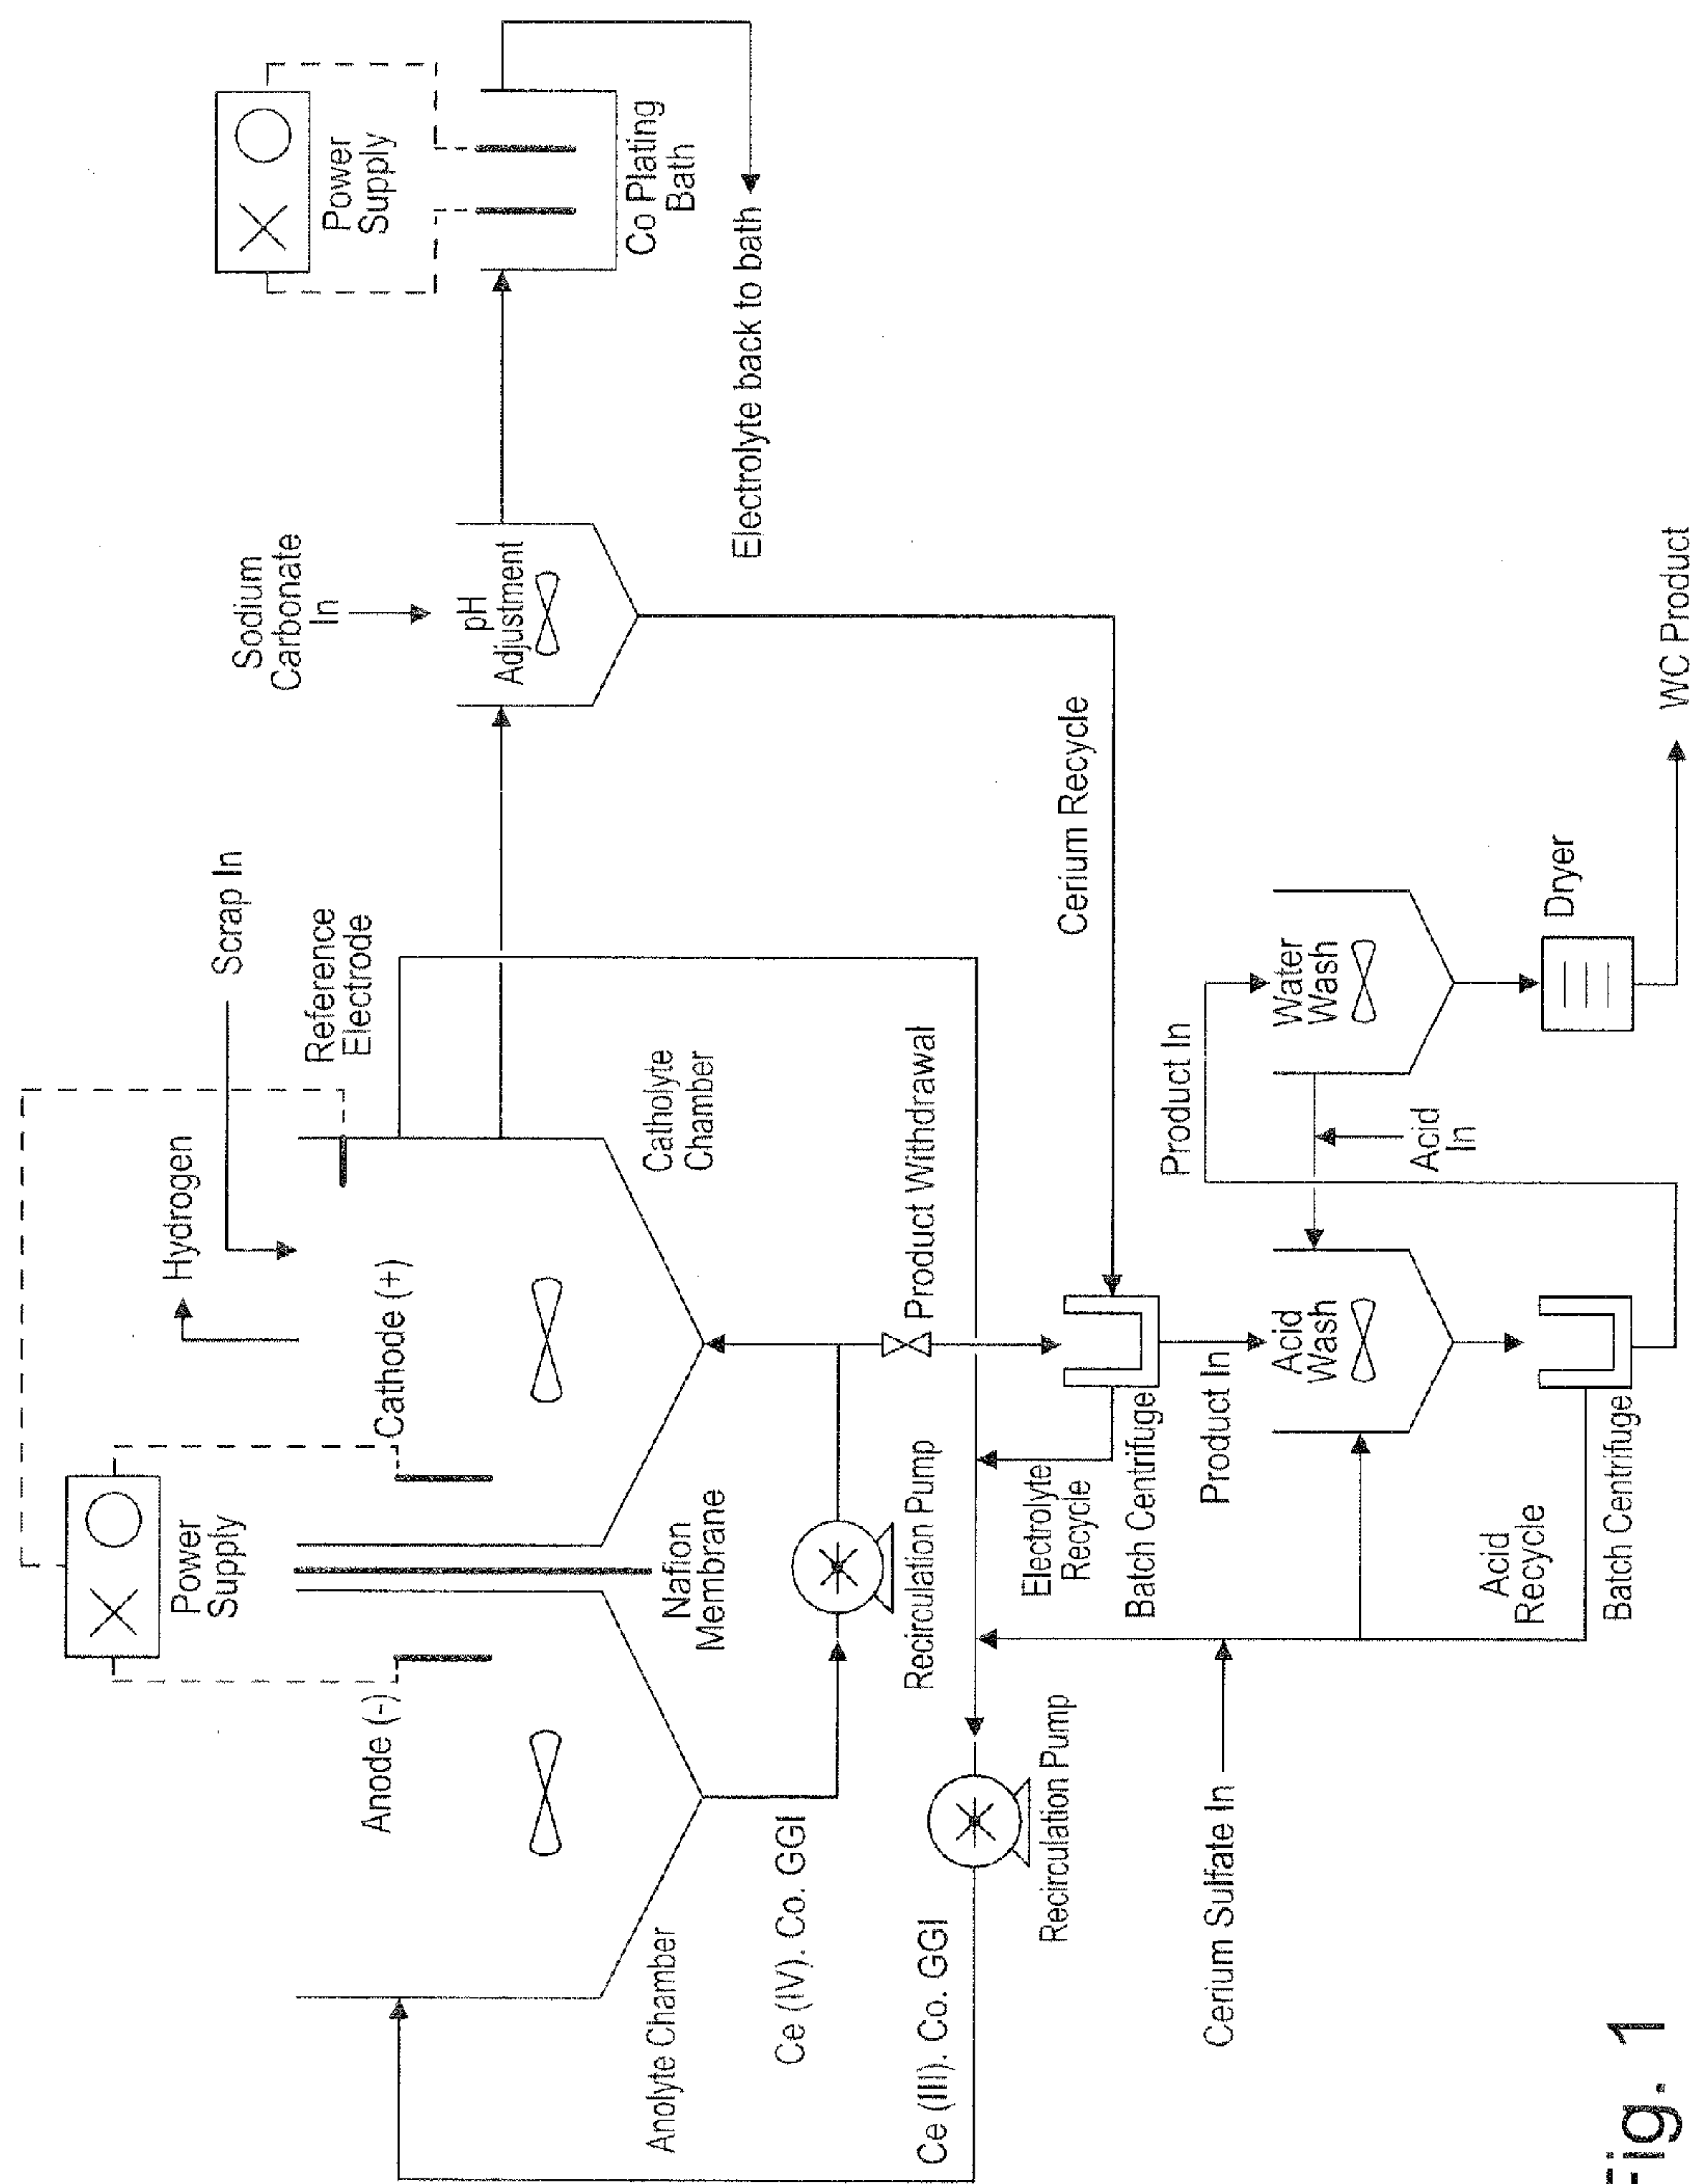 Power
Supply
Hydrogen
Scrap In
Anode (-)
Cathode (+)
Reference
Electrode
Sodium
Carbonate
In
pH
Adjustment
Power
Supply
Co Plating
Bath
Anolyte Chamber
Nafion
Membrane
Catholyte
Chamber
Electrolyte back to bath
Ce (IV). Co. GGI
Recirculation Pump
Product Withdrawal
Ce (III). Co. GGI
Recirculation Pump
Electrolyte
Recycle
Batch Centrifuge
Cerium Recycle
Cerium Sulfate In
Product In
Product In
Acid
Wash
Acid
In
Water
Wash
Acid
Recycle
Batch Centrifuge
Dryer
WC Product
Fig. 1